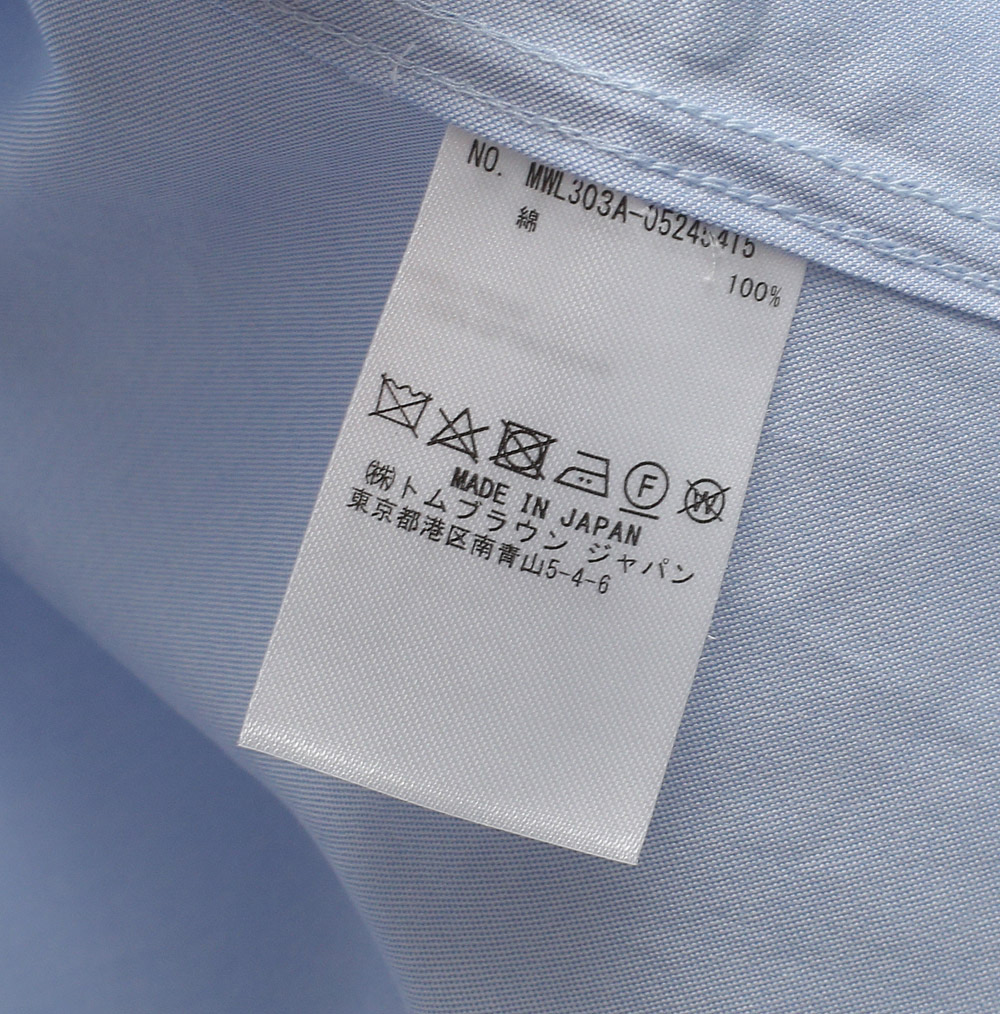 NO. MWL303A-05245415
綿
100%
F
W
MADE IN JAPAN
㈱トムブラウン ジャパン
東京都港区南青山5-4-6